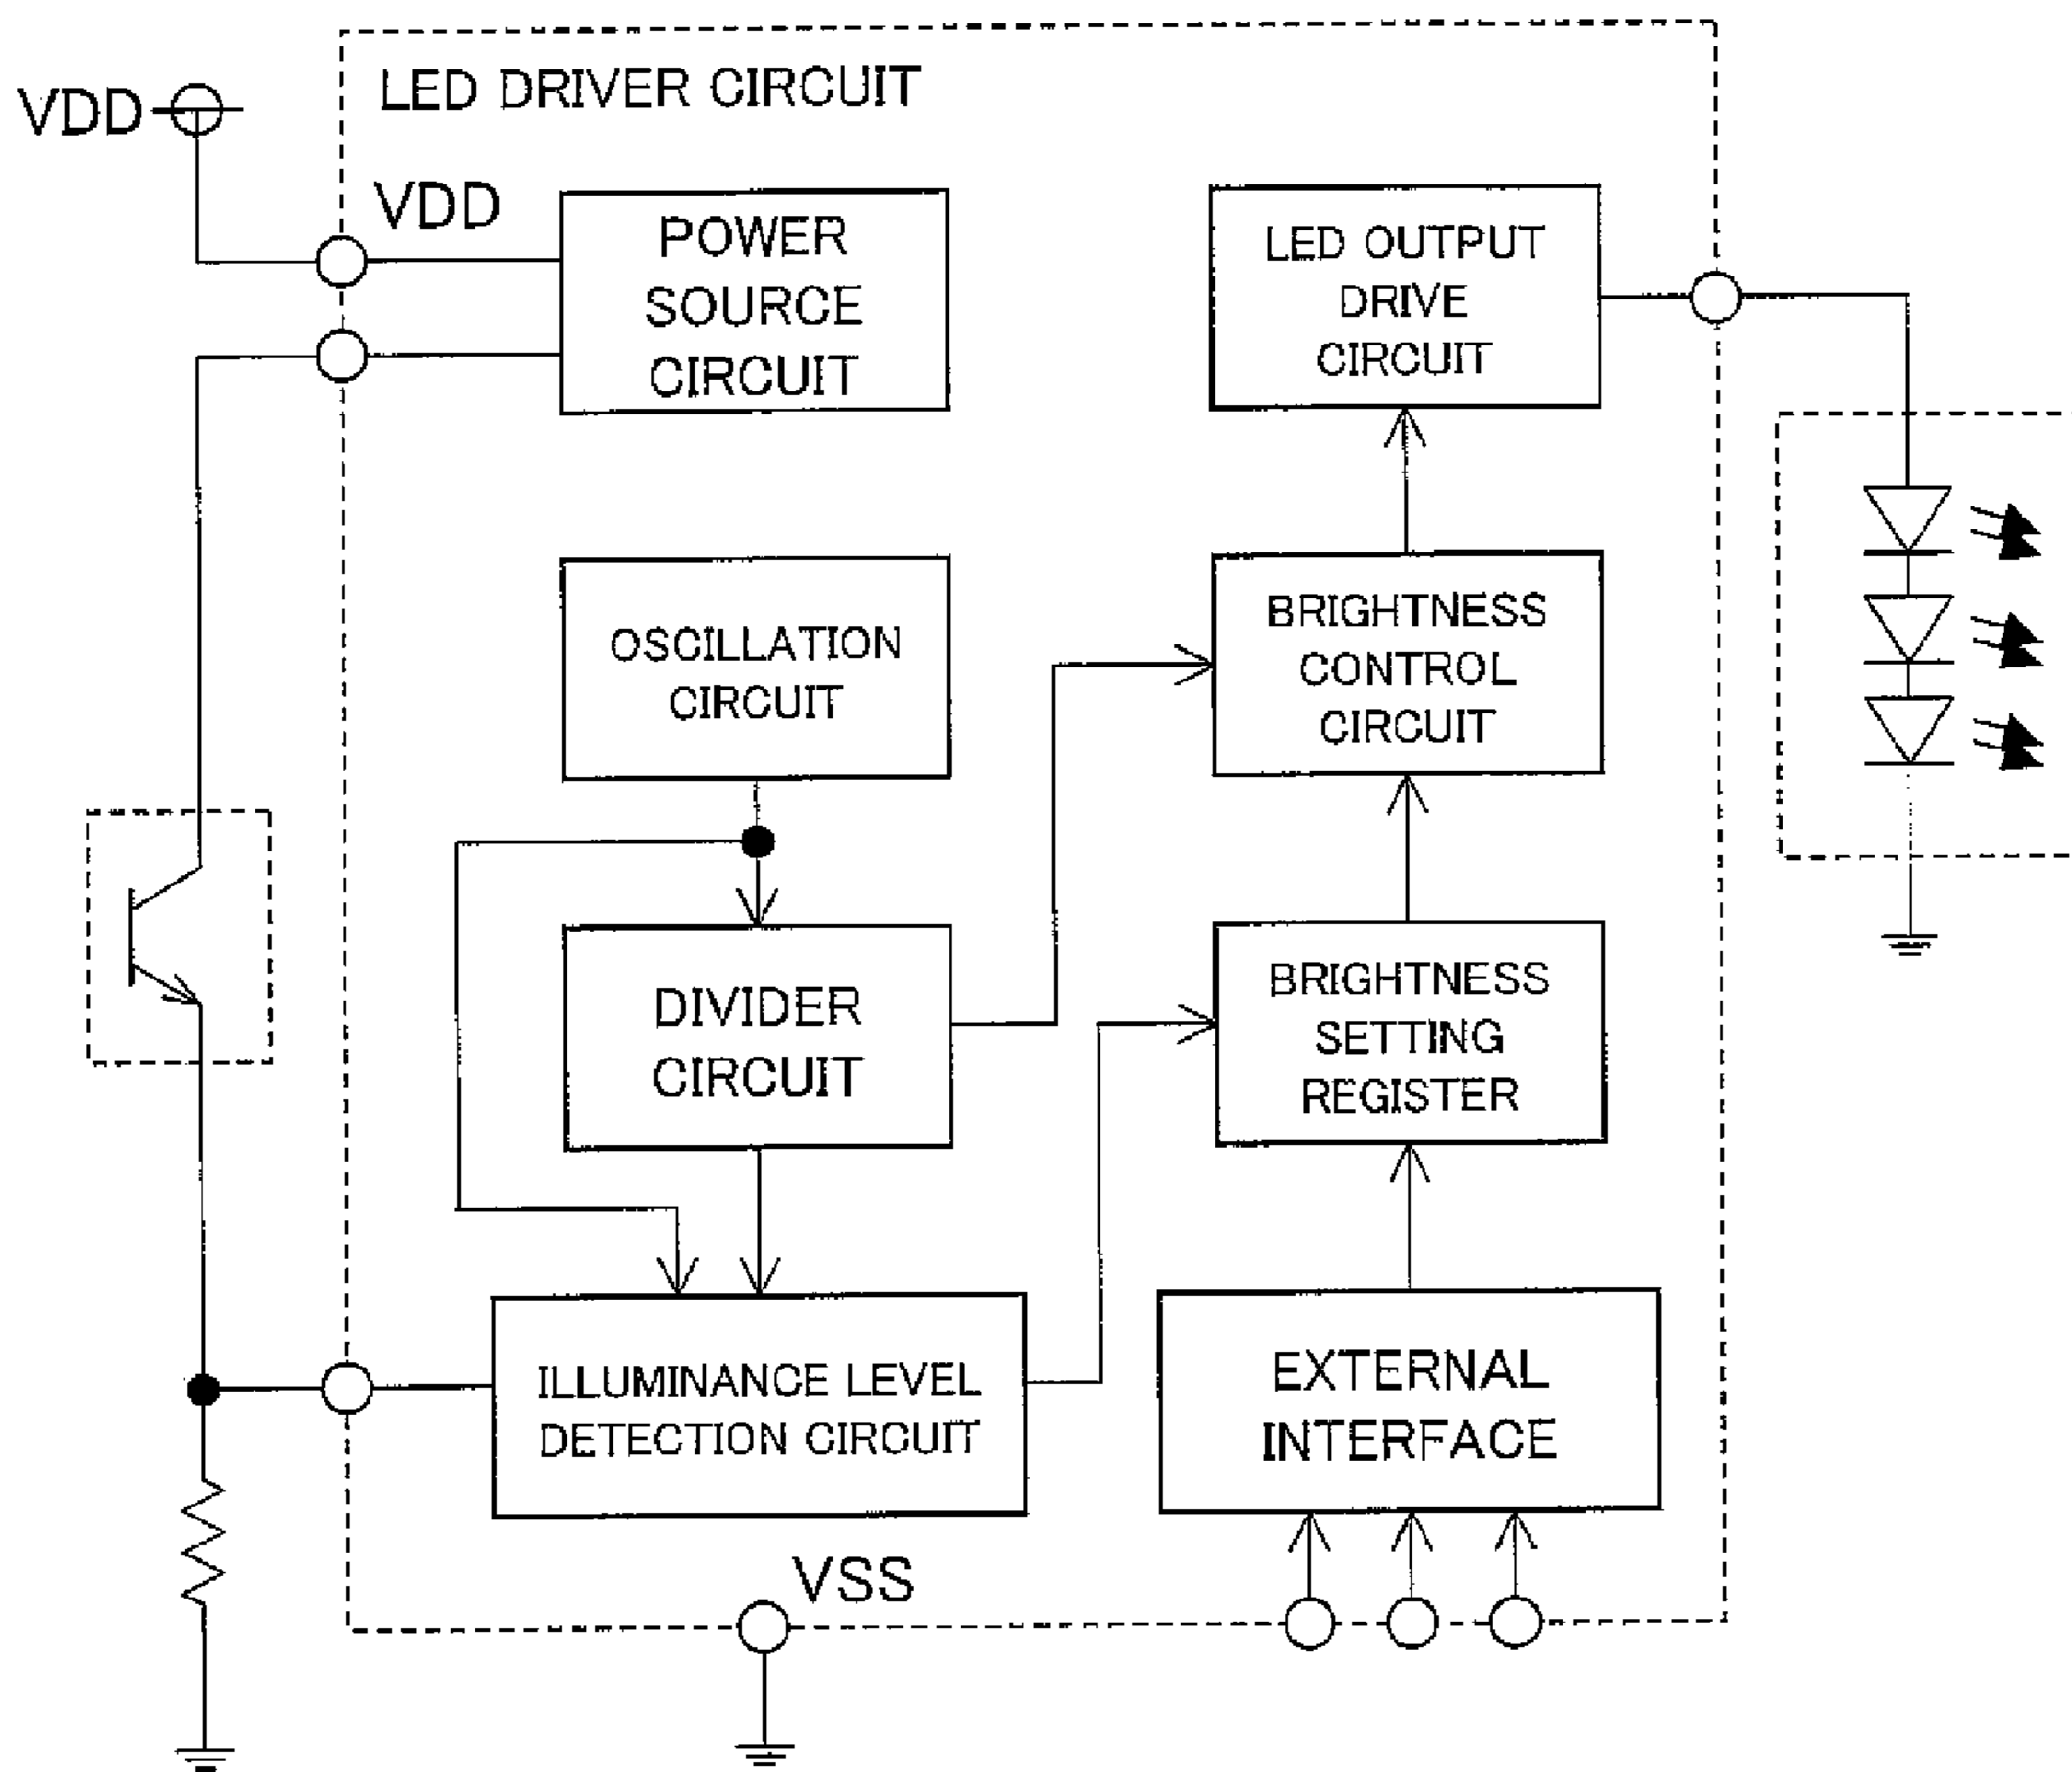 LED DRIVER CIRCUIT
VDD
VDD
POWER
SOURCE
CIRCUIT
LED OUTPUT
DRIVE
CIRCUIT
OSCILLATION
CIRCUIT
BRIGHTNESS
CONTROL
CIRCUIT
DIVIDER
CIRCUIT
BRIGHTNESS
SETTING
REGISTER
ILLUMINANCE LEVEL
DETECTION CIRCUIT
EXTERNAL
INTERFACE
VSS